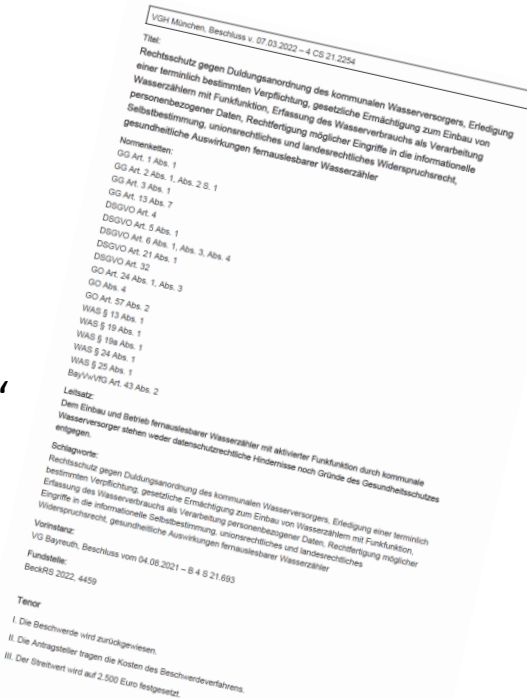 VGH München, Beschluss v. 07.03.2022 – 4 CS 21.2254
Titel:
Rechtsschutz gegen Duldungsanordnung des kommunalen Wasserversorgers, Erledigung
einer terminlich bestimmten Verpflichtung, gesetzliche Ermächtigung zum Einbau von
Wasserzählern mit Funkfunktion, Erfassung des Wasserverbrauchs als Verarbeitung
personenbezogener Daten, Rechtfertigung möglicher Eingriffe in die informationelle
Selbstbestimmung, unionsrechtliches und landesrechtliches Widerspruchsrecht,
gesundheitliche Auswirkungen fernauslesbarer Wasserzähler
Normenketten:
GG Art. 1 Abs. 1
GG Art. 2 Abs. 1, Abs. 2 S. 1
GG Art. 3 Abs. 1
GG Art. 13 Abs. 7
DSGVO Art. 4
DSGVO Art. 5 Abs. 1
DSGVO Art. 6 Abs. 1, Abs. 3, Abs. 4
DSGVO Art. 21 Abs. 1
DSGVO Art. 32
GO Art. 24 Abs. 1, Abs. 3
GO Abs. 4
GO Art. 57 Abs. 2
WAS § 13 Abs. 1
WAS § 19 Abs. 1
WAS § 19a Abs. 1
WAS § 24 Abs. 1
WAS § 25 Abs. 1
BayVwVfG Art. 43 Abs. 2
“
Leitsatz:
Dem Einbau und Betrieb fernauslesbarer Wasserzähler mit aktivierter Funkfunktion durch kommunale
Wasserversorger stehen weder datenschutzrechtliche Hindernisse noch Gründe des Gesundheitsschutzes
entgegen.
Schlagworte:
Rechtsschutz gegen Duldungsanordnung des kommunalen Wasserversorgers, Erledigung einer terminlich
bestimmten Verpflichtung, gesetzliche Ermächtigung zum Einbau von Wasserzählern mit Funkfunktion,
Erfassung des Wasserverbrauchs als Verarbeitung personenbezogener Daten, Rechtfertigung möglicher
Eingriffe in die informationelle Selbstbestimmung, unionsrechtliches und landesrechtliches
Widerspruchsrecht, gesundheitliche Auswirkungen fernauslesbarer Wasserzähler
Vorinstanz:
VG Bayreuth, Beschluss vom 04.08.2021 – B 4 S 21.693
Fundstelle:
BeckRS 2022, 4459
Tenor
I. Die Beschwerde wird zurückgewiesen.
II. Die Antragsteller tragen die Kosten des Beschwerdeverfahrens.
III. Der Streitwert wird auf 2.500 Euro festgesetzt.